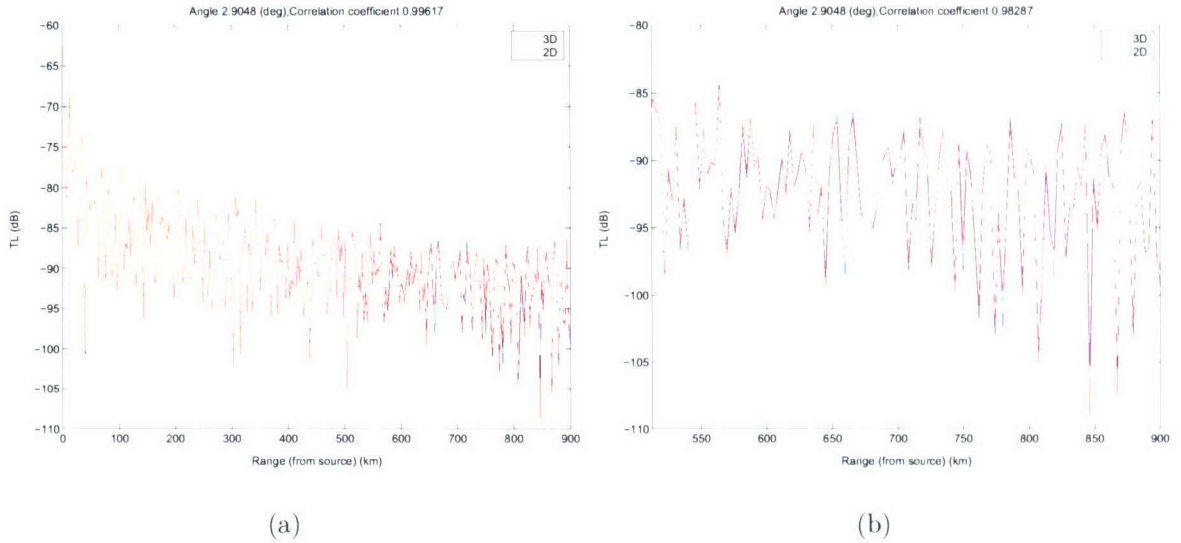 Angle 2.9048 (deg),Correlation coefficient 0.99617
3D
2D
-60
-65
-70
-75
-80
-85
-90
-95
-100
-105
-110
TL (dB)
0 100 200 300 400 500 600 700 800 900
Range (from source) (km)
(a)
Angle 2.9048 (deg),Correlation coefficient 0.98287
3D
2D
-80
-85
-90
-95
-100
-105
-110
TL (dB)
550 600 650 700 750 800 850 900
Range (from source) (km)
(b)